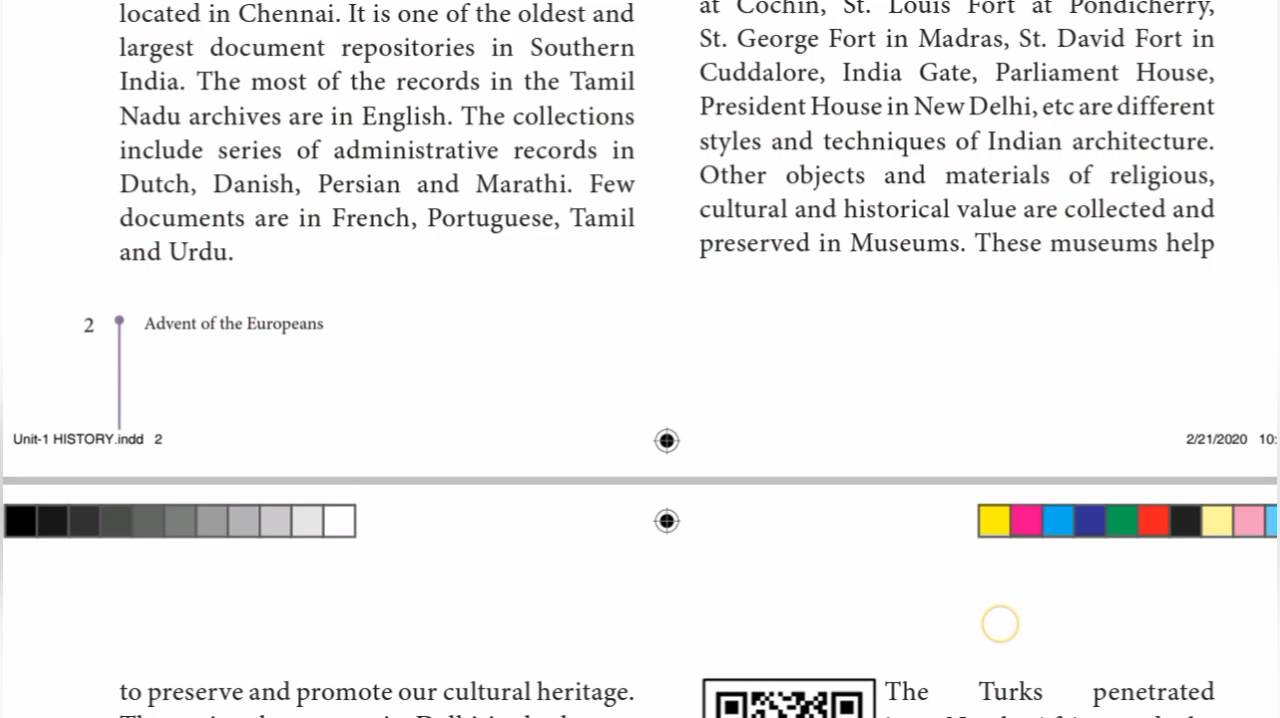 located in Chennai. It is one of the oldest and
largest document repositories in Southern
India. The most of the records in the Tamil
Nadu archives are in English. The collections
include series of administrative records in
Dutch, Danish, Persian and Marathi. Few
documents are in French, Portuguese, Tamil
and Urdu.
at Cochin, St. Louis Fort at Pondicherry,
St. George Fort in Madras, St. David Fort in
Cuddalore, India Gate, Parliament House,
President House in New Delhi, etc are different
styles and techniques of Indian architecture.
Other objects and materials of religious,
cultural and historical value are collected and
preserved in Museums. These museums help
2 Advent of the Europeans
Unit-1 HISTORY.indd 2
2/21/2020 10:
to preserve and promote our cultural heritage.
The Turks penetrated